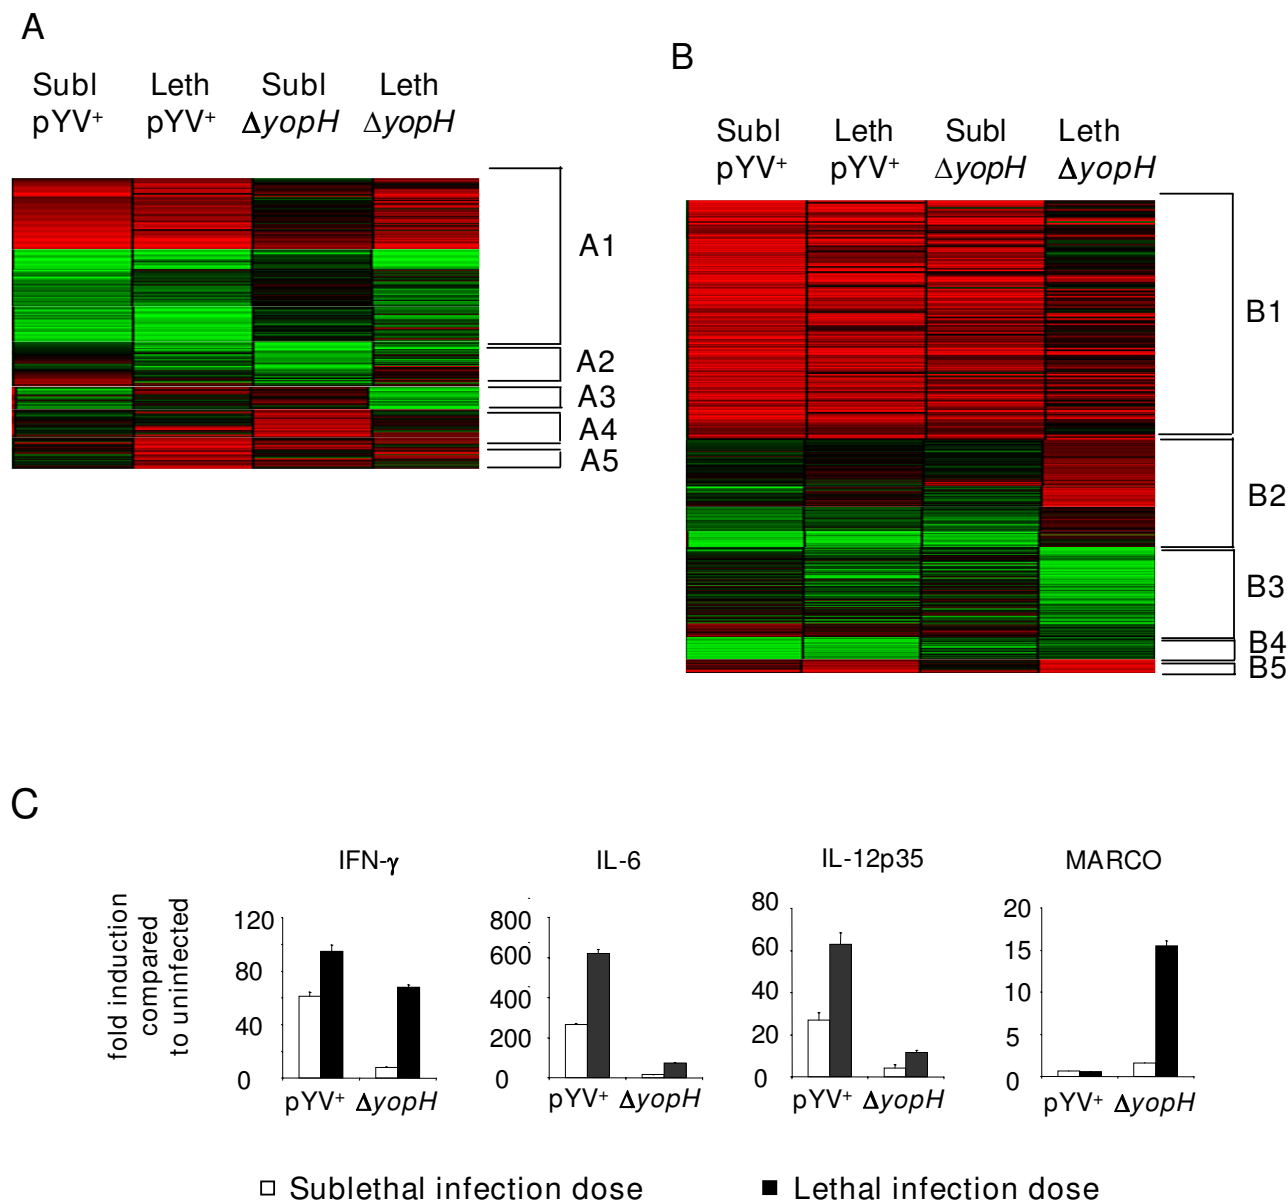 A
Subl Leth Subl Leth
pYV⁺ pYV⁺ ΔyopH ΔyopH
A1
A2
A3
A4
A5
B
Subl Leth Subl Leth
pYV⁺ pYV⁺ ΔyopH ΔyopH
B1
B2
B3
B4
B5
C
fold induction
compared
to uninfected
IFN-γ
120
80
40
0
pYV⁺ ΔyopH
IL-6
800
600
400
200
0
pYV⁺ ΔyopH
IL-12p35
80
60
40
20
0
pYV⁺ ΔyopH
MARCO
20
15
10
5
0
pYV⁺ ΔyopH
Sublethal infection dose
Lethal infection dose